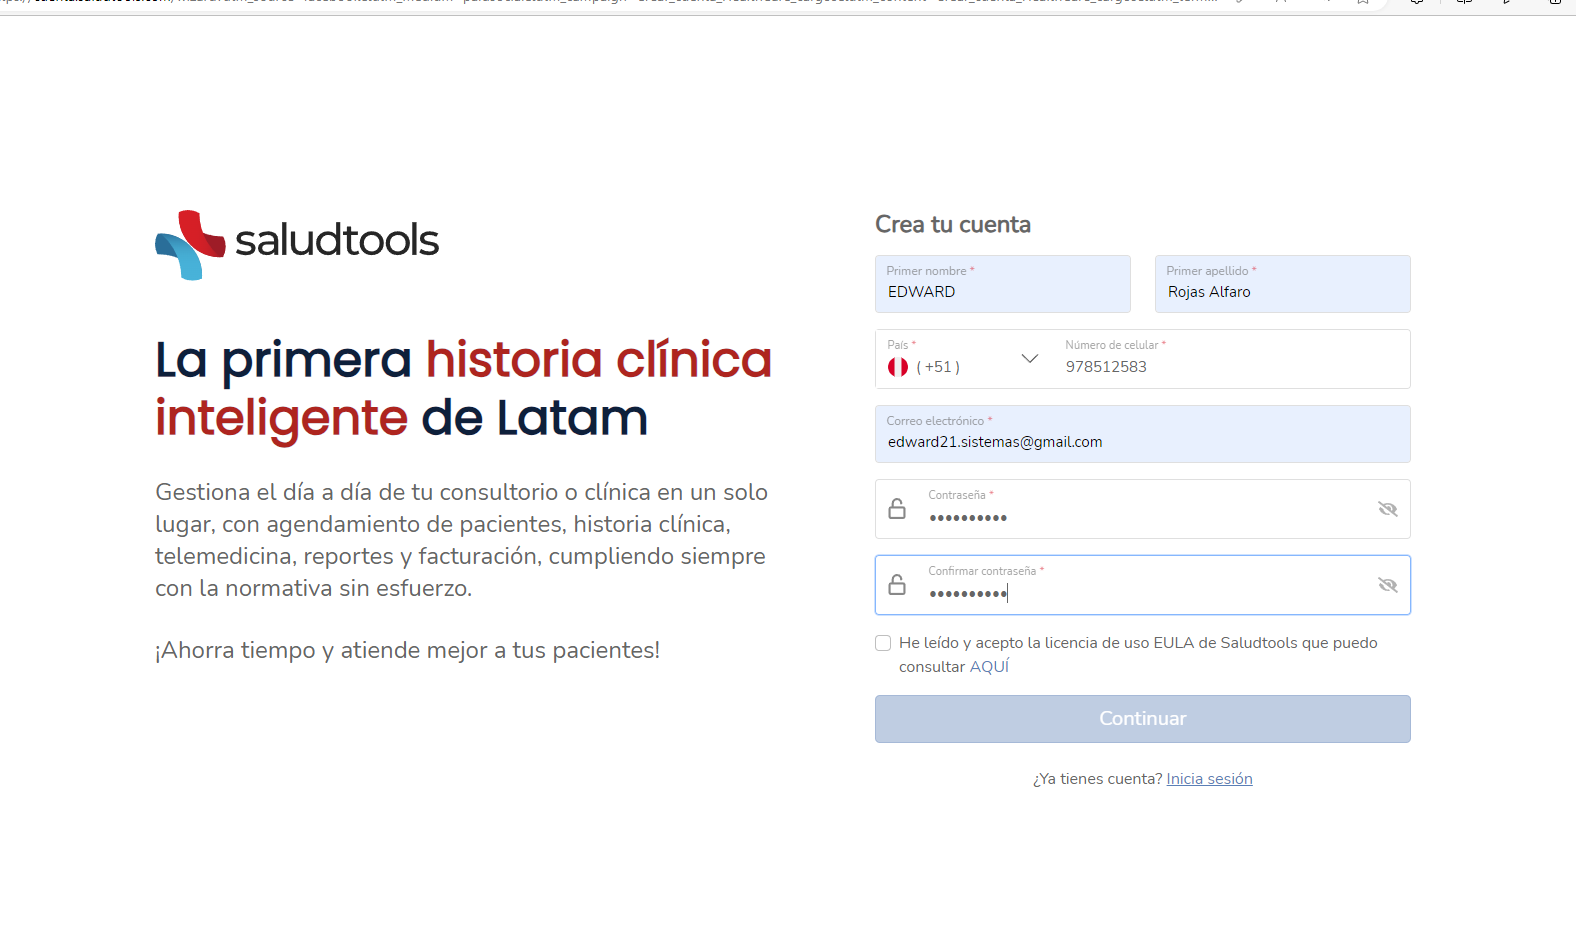 saludtools
La primera historia clínica
inteligente de Latam
Gestiona el día a día de tu consultorio o clínica en un solo
lugar, con agendamiento de pacientes, historia clínica,
telemedicina, reportes y facturación, cumpliendo siempre
con la normativa sin esfuerzo.
¡Ahorra tiempo y atiende mejor a tus pacientes!
Crea tu cuenta
Primer nombre * Primer apellido *
EDWARD Rojas Alfaro
País * Número de celular *
( +51 ) 978512583
Correo electrónico *
edward21.sistemas@gmail.com
Contraseña *
••••••••••
Confirmar contraseña *
••••••••••
He leído y acepto la licencia de uso EULA de Saludtools que puedo
consultar AQUÍ
Continuar
¿Ya tienes cuenta? Inicia sesión